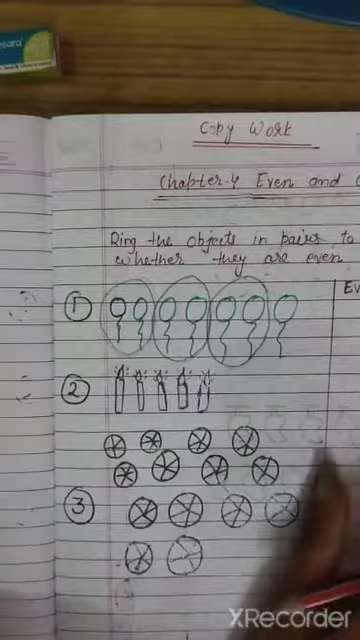 Copy Work
Chapter-4 Even and
Ring the objects in pairs to
whether they are even
Ev
1
2
3
XRecorder